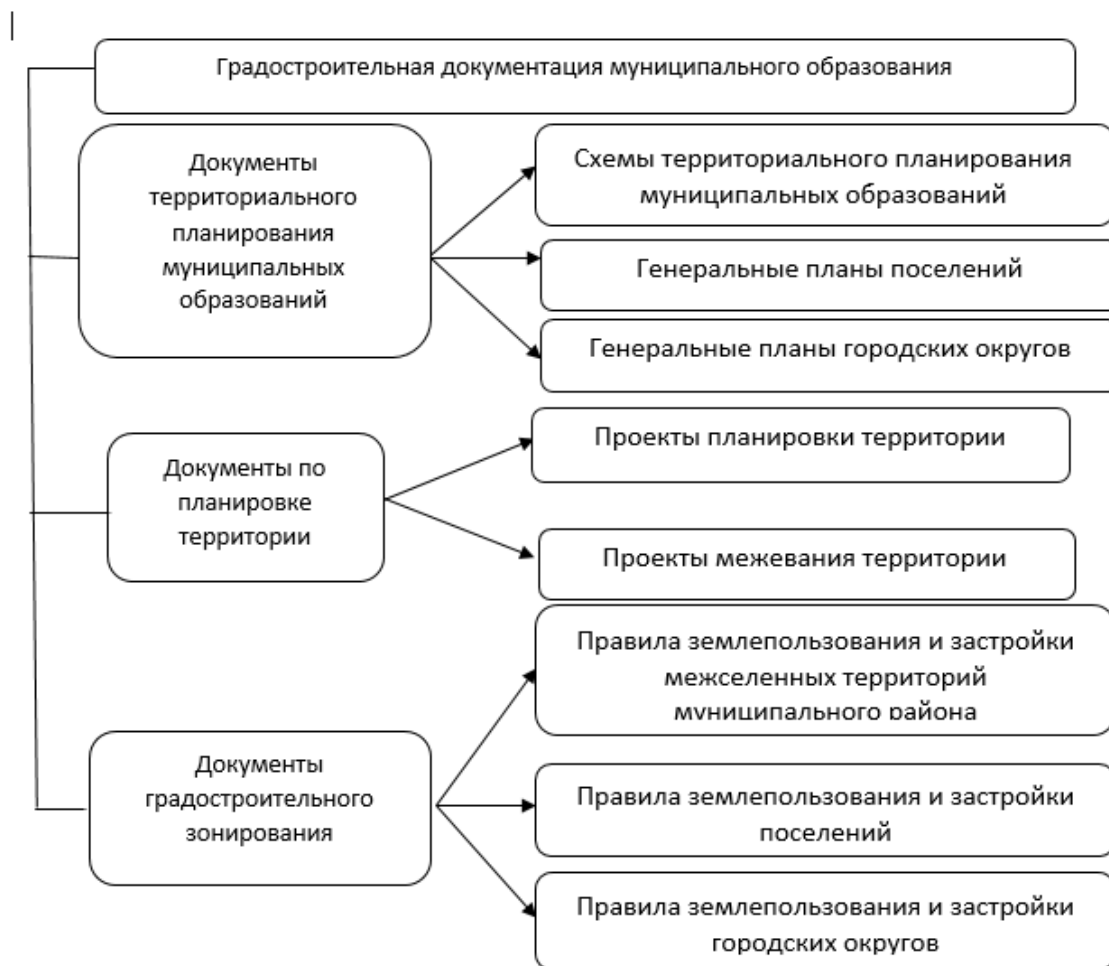 Градостроительная документация муниципального образования
Документы
территориального
планирования
муниципальных
образований
Схемы территориального планирования
муниципальных образований
Генеральные планы поселений
Генеральные планы городских округов
Документы по
планировке
территории
Проекты планировки территории
Проекты межевания территории
Документы
градостроительного
зонирования
Правила землепользования и застройки
межселенных территорий
муниципального района
Правила землепользования и застройки
поселений
Правила землепользования и застройки
городских округов